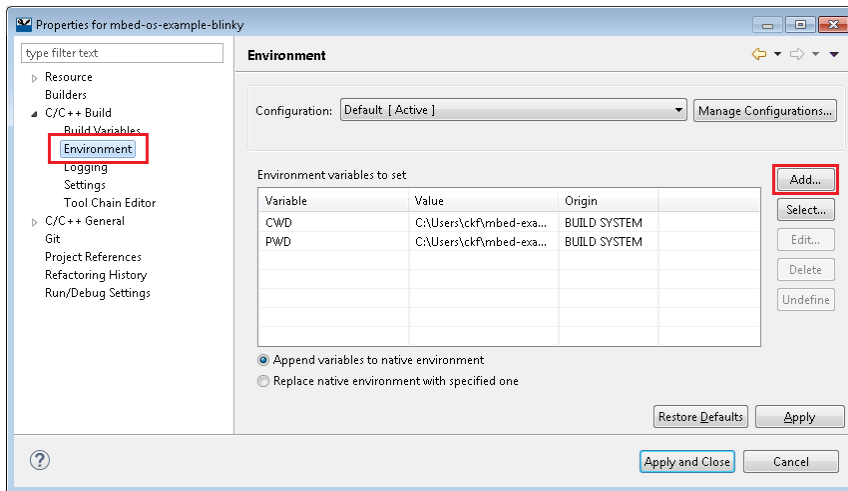 Properties for mbed-os-example-blinky
type filter text
Environment
Resource
Builders
C/C++ Build
Build Variables
Environment
Logging
Settings
Tool Chain Editor
C/C++ General
Git
Project References
Refactoring History
Run/Debug Settings
Configuration: Default [ Active ] Manage Configurations...
Environment variables to set
Add...
Variable Value Origin
Select...
CWD C:\Users\ckf\mbed-exa... BUILD SYSTEM
PWD C:\Users\ckf\mbed-exa... BUILD SYSTEM
Edit...
Delete
Undefine
Append variables to native environment
Replace native environment with specified one
Restore Defaults Apply
? Apply and Close Cancel